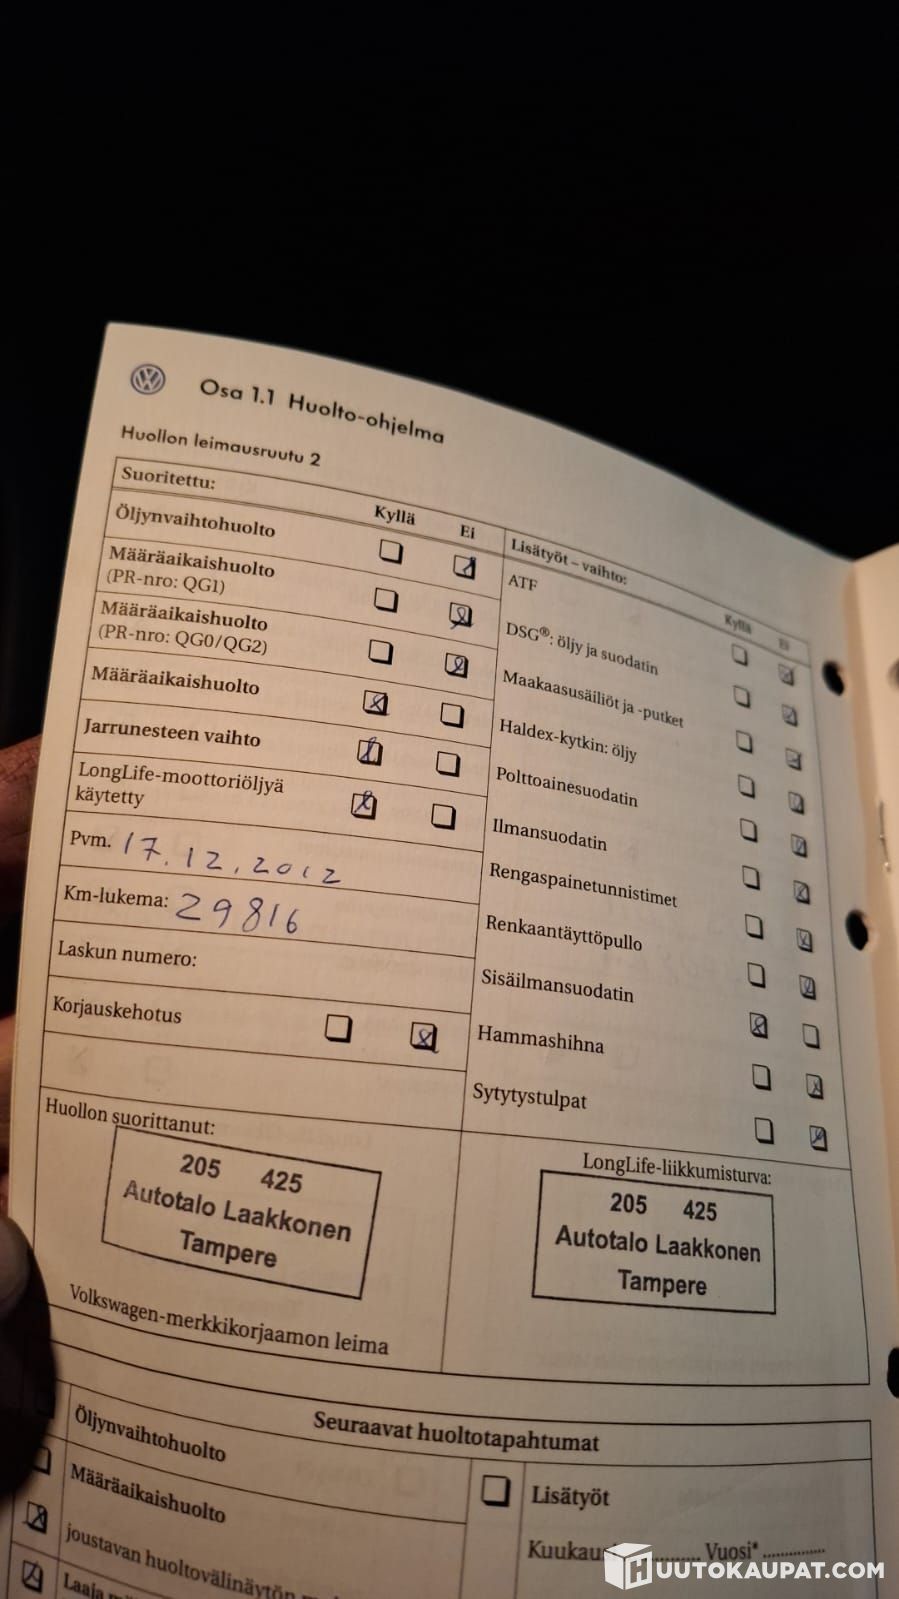 Osa 1.1 Huolto-ohjelma
Huollon leimausruutu 2
Suoritettu:
Kyllä
Ei
Öljynvaihtohuolto
Määräaikaishuolto
(PR-nro: QG1)
Määräaikaishuolto
(PR-nro: QG0/QG2)
Määräaikaishuolto
Jarrunesteen vaihto
LongLife-moottoriöljyä
käytetty
Pvm. 17.12.2012
Km-lukema: 29816
Laskun numero:
Korjauskehotus
Lisätyöt – vaihto:
Kyllä
Ei
ATF
DSG®: öljy ja suodatin
Maakaasusäiliöt ja -putket
Haldex-kytkin: öljy
Polttoainesuodatin
Ilmansuodatin
Rengaspainetunnistimet
Renkaantäyttöpullo
Sisäilmansuodatin
Hammashihna
Sytytystulpat
Huollon suorittanut:
205 425
Autotalo Laakkonen
Tampere
Volkswagen-merkkikorjaamon leima
LongLife-liikkumisturva:
205 425
Autotalo Laakkonen
Tampere
Seuraavat huoltotapahtumat
Öljynvaihtohuolto
Määräaikaishuolto
joustavan huoltovälinäytön
Laaja
Lisätyöt
Vuosi*
HUUTOKAUPAT.COM